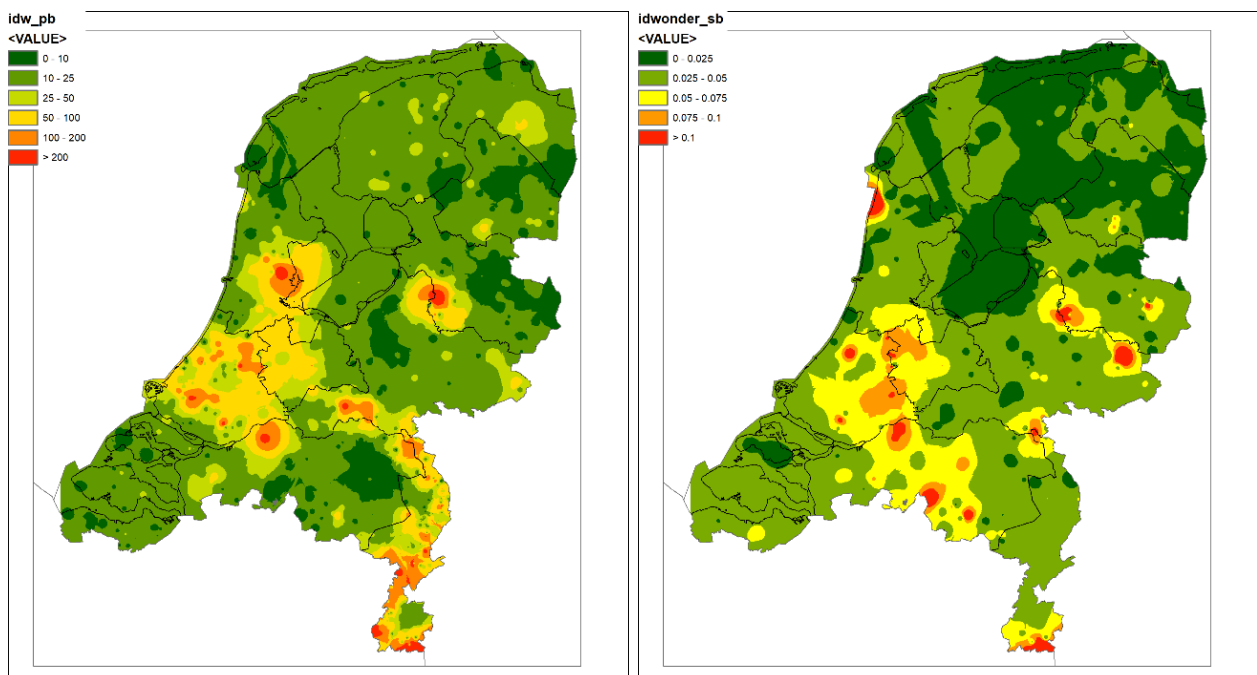 idw_pb
<VALUE>
0 - 10
10 - 25
25 - 50
50 - 100
100 - 200
> 200
idwonder_sb
<VALUE>
0 - 0.025
0.025 - 0.05
0.05 - 0.075
0.075 - 0.1
> 0.1